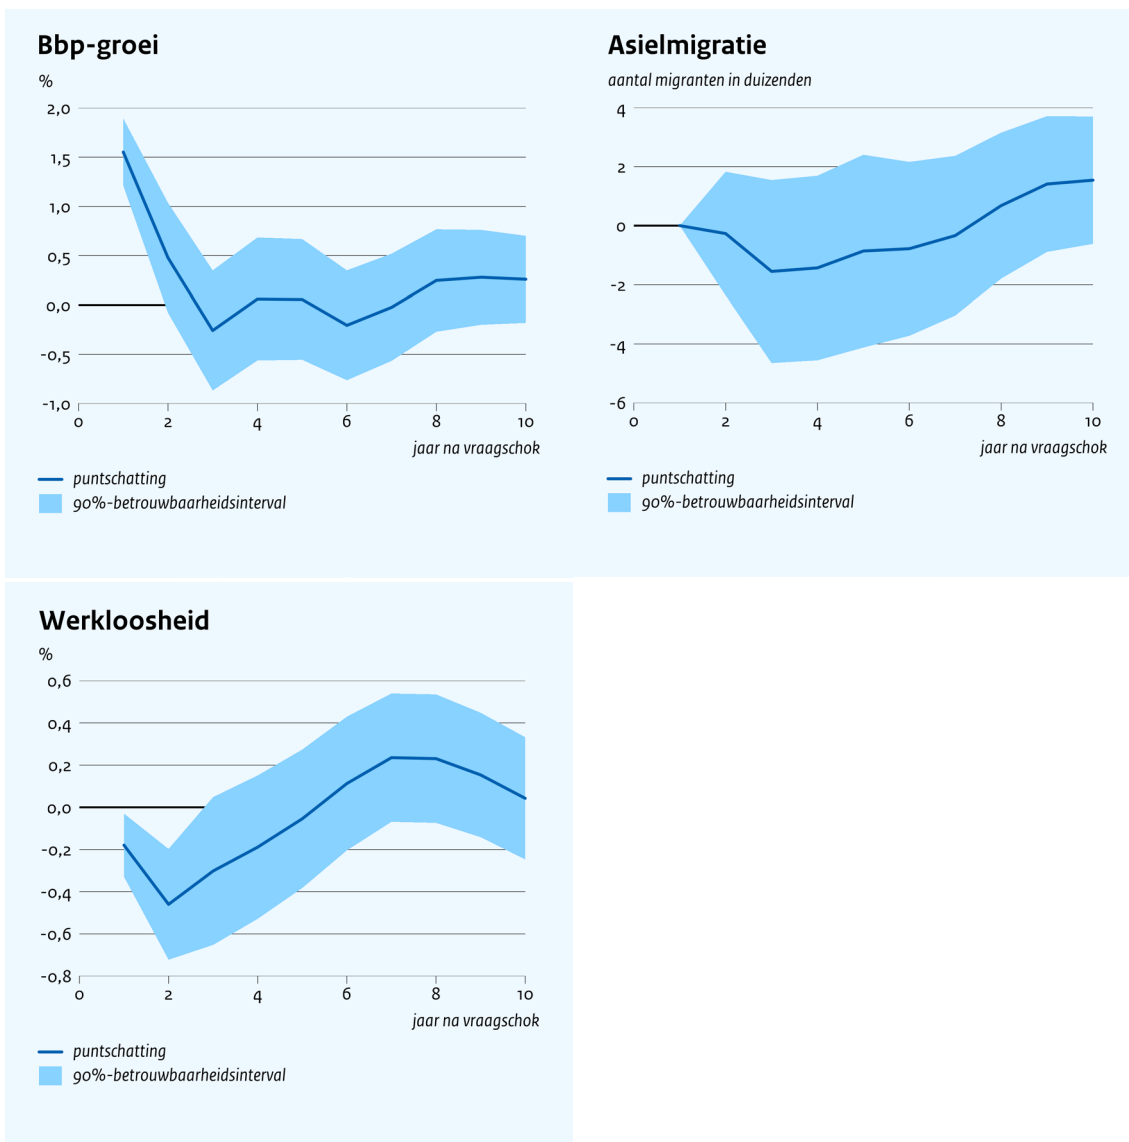 Bbp-groei
%
2,0
1,5
1,0
0,5
0,0
-0,5
-1,0
0 2 4 6 8 10
jaar na vraagschok
puntschatting
90%-betrouwbaarheidsinterval
Asielmigratie
aantal migranten in duizenden
4
2
0
-2
-4
-6
0 2 4 6 8 10
jaar na vraagschok
puntschatting
90%-betrouwbaarheidsinterval
Werkloosheid
%
0,6
0,4
0,2
0,0
-0,2
-0,4
-0,6
-0,8
0 2 4 6 8 10
jaar na vraagschok
puntschatting
90%-betrouwbaarheidsinterval